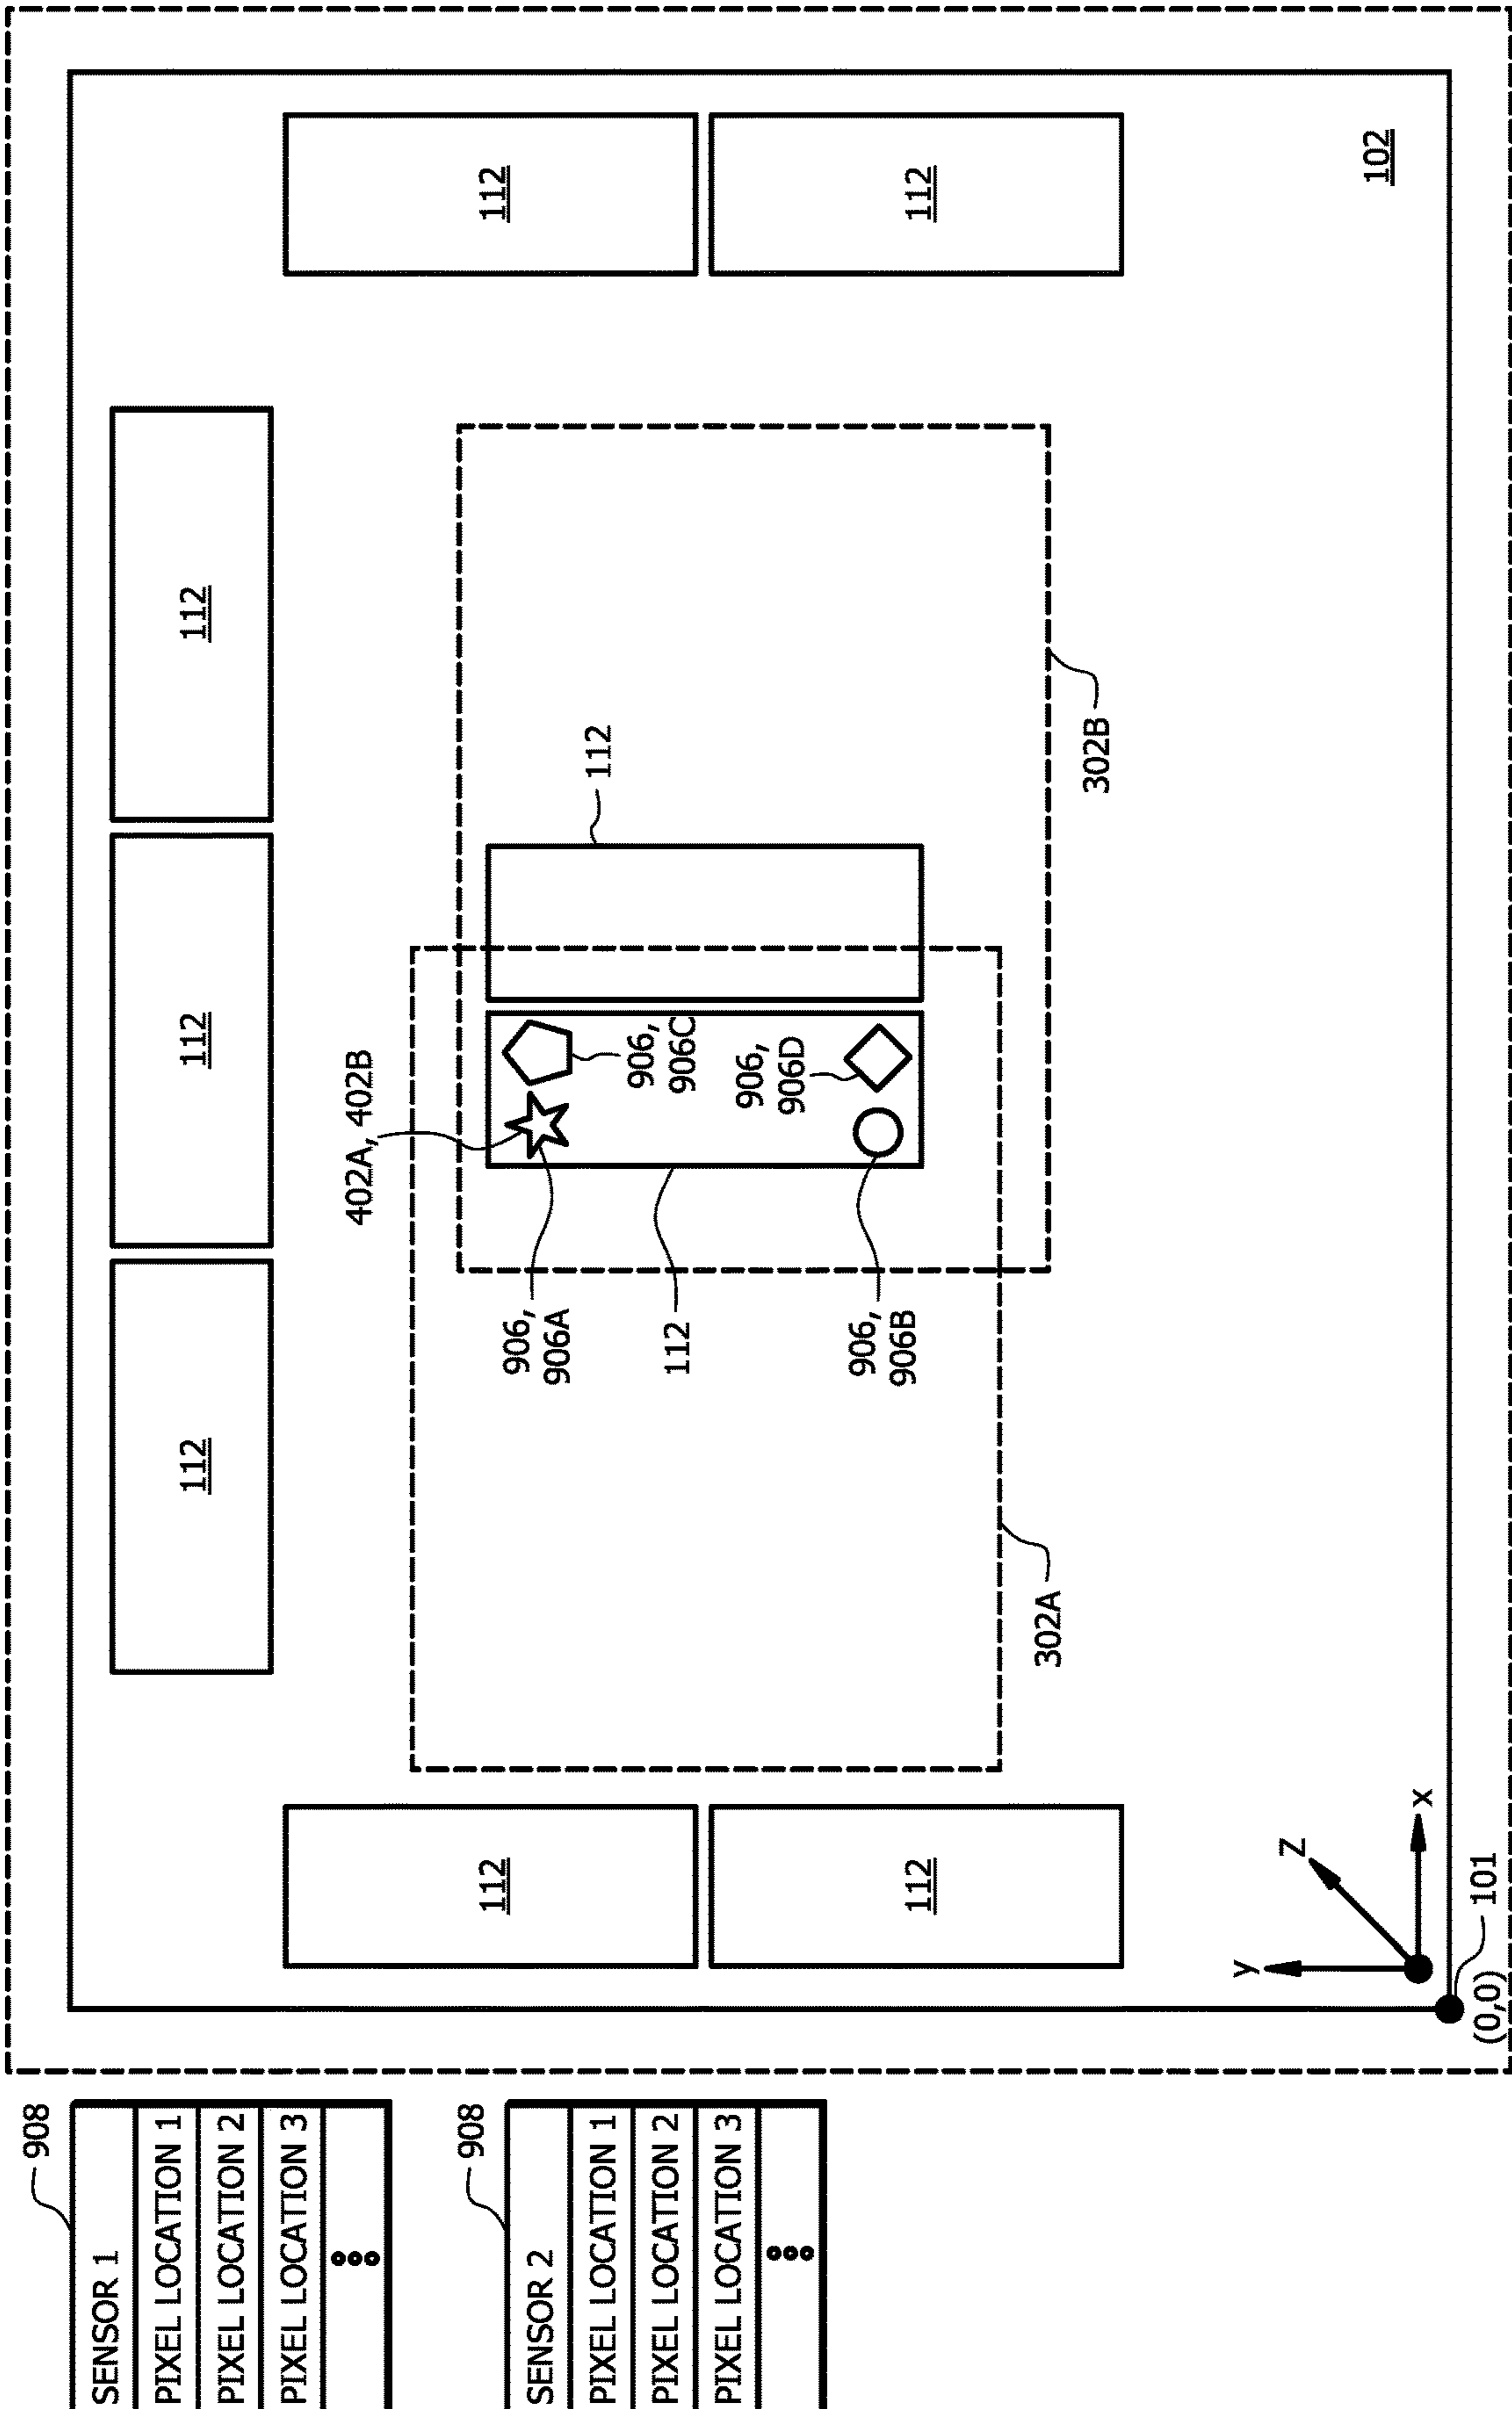 908
SENSOR 1
PIXEL LOCATION 1
PIXEL LOCATION 2
PIXEL LOCATION 3
908
SENSOR 2
PIXEL LOCATION 1
PIXEL LOCATION 2
PIXEL LOCATION 3
112
112
112
112
112
402A, 402B
906,
906A
906,
906C
112
112
906,
906B
906,
906D
112
112
302A
302B
y
Z
x
(0,0)
101
102